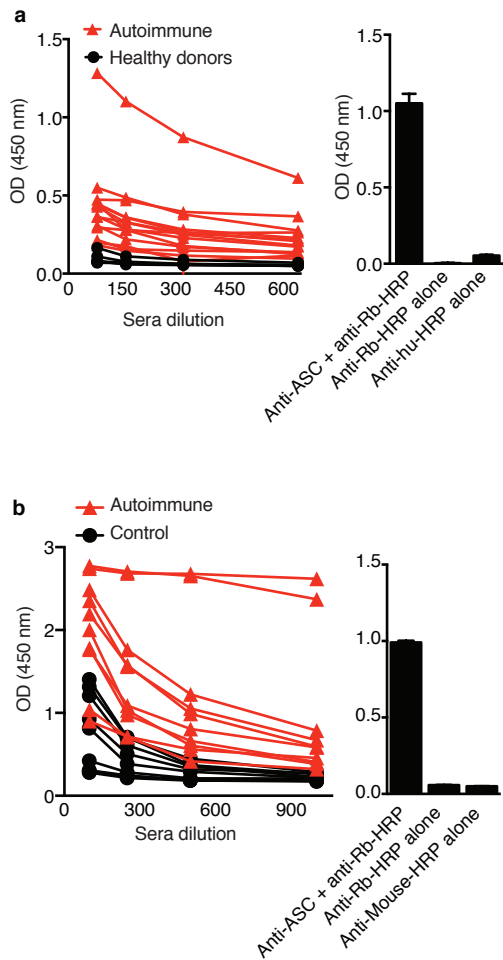 a
Autoimmune
Healthy donors
OD (450 nm)
1.5
1.0
0.5
0.0
0 150 300 450 600
Sera dilution
OD (450 nm)
1.5
1.0
0.5
0.0
Anti-ASC + anti-Rb-HRP
Anti-Rb-HRP alone
Anti-hu-HRP alone
b
Autoimmune
Control
OD (450 nm)
3
2
1
0
0 300 600 900
Sera dilution
1.5
1.0
0.5
0.0
Anti-ASC + anti-Rb-HRP
Anti-Rb-HRP alone
Anti-Mouse-HRP alone